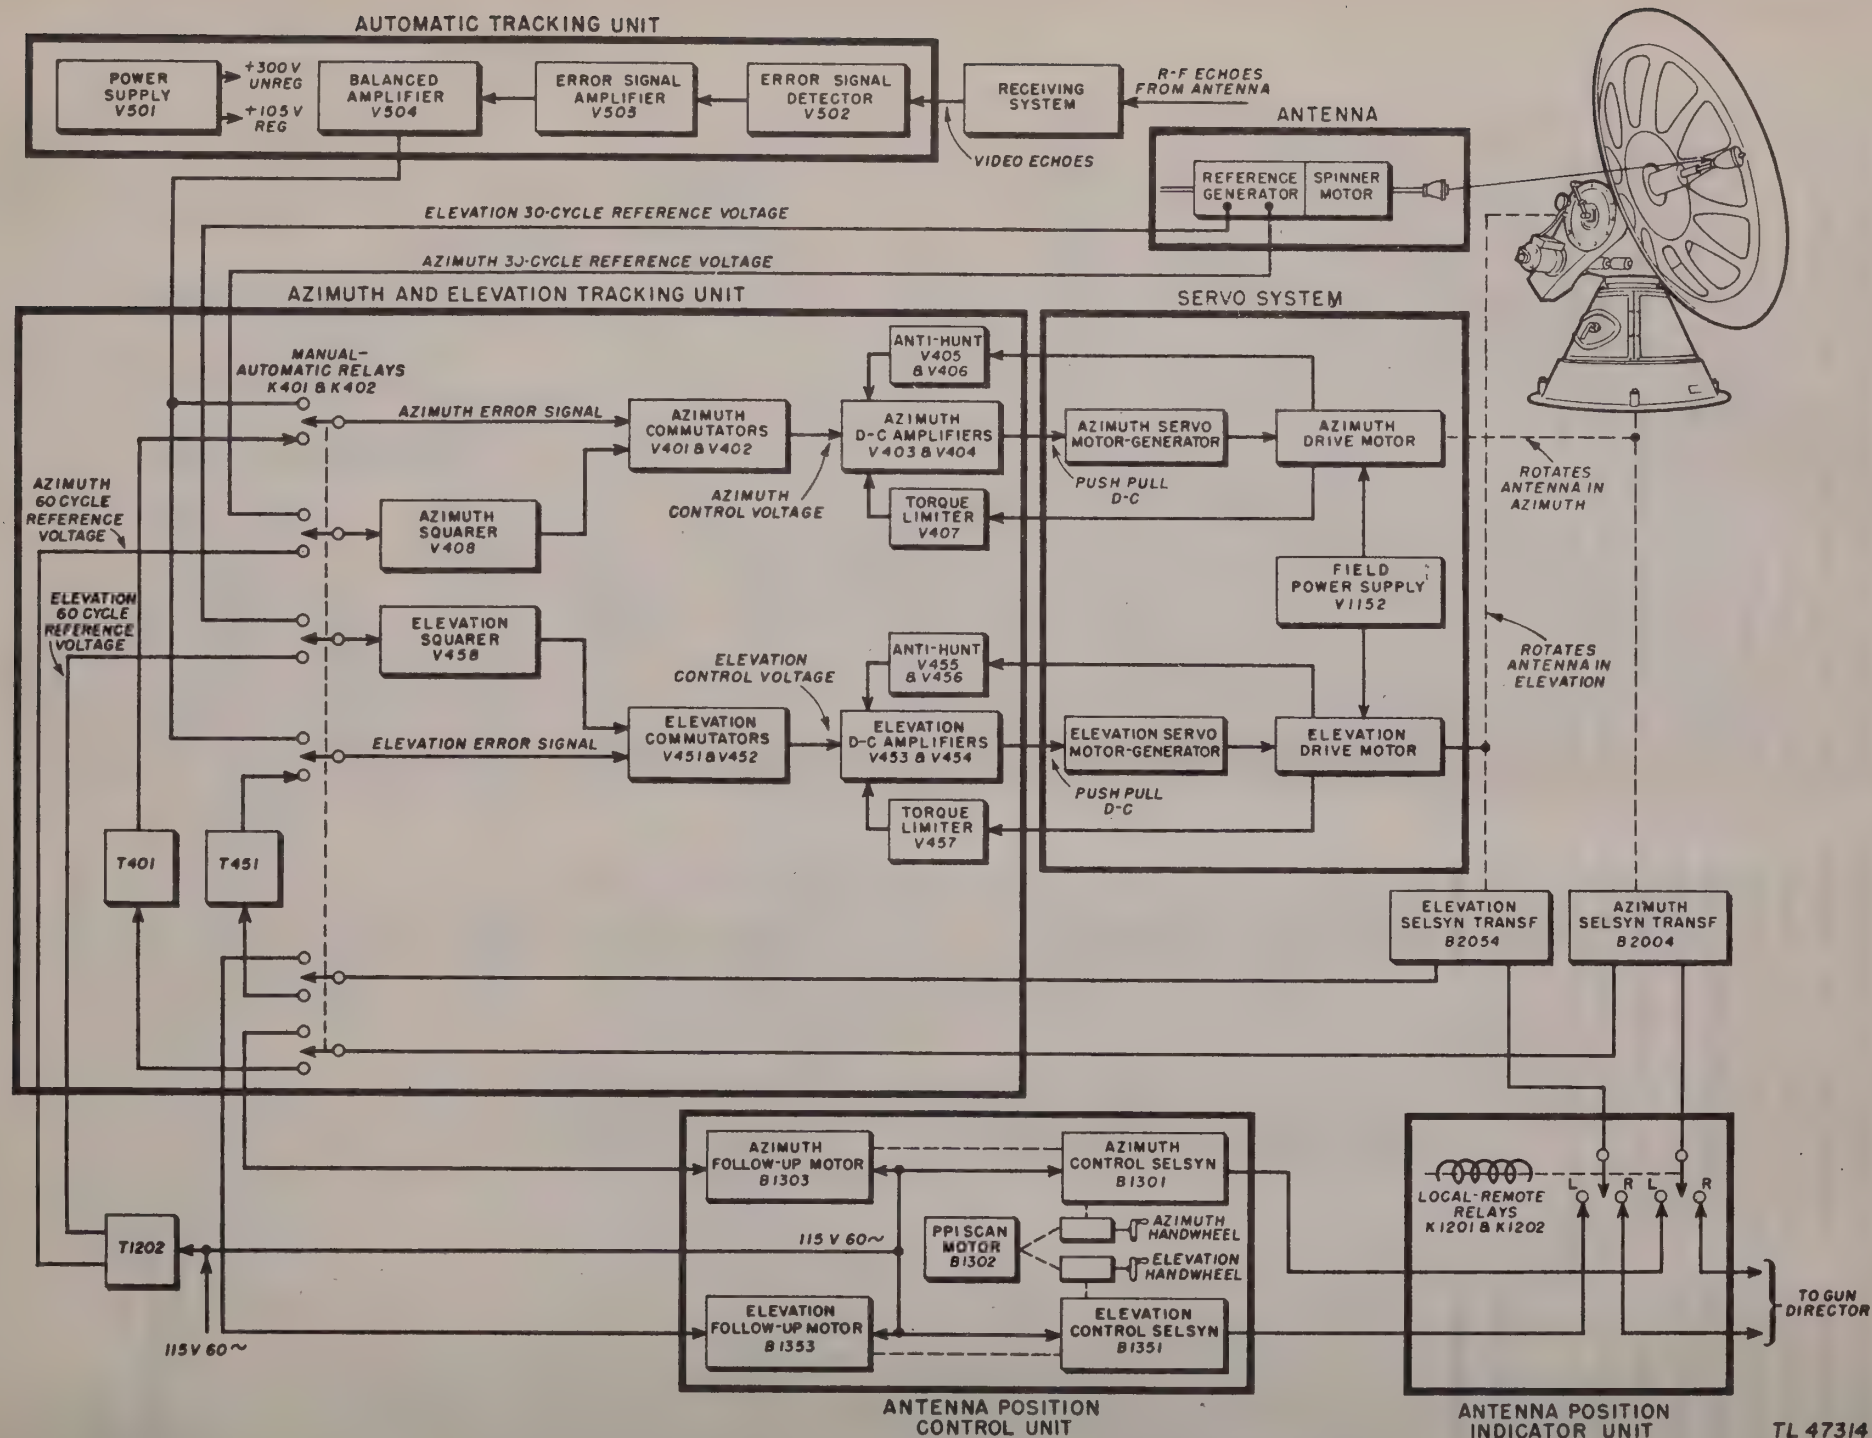 AUTOMATIC TRACKING UNIT
POWER
SUPPLY
V501
+300 V
UNREG
+105 V
REG
BALANCED
AMPLIFIER
V504
ERROR SIGNAL
AMPLIFIER
V503
ERROR SIGNAL
DETECTOR
V502
RECEIVING
SYSTEM
R-F ECHOES
FROM ANTENNA
VIDEO ECHOES
ANTENNA
REFERENCE
GENERATOR
SPINNER
MOTOR
ELEVATION 30-CYCLE REFERENCE VOLTAGE
AZIMUTH 30-CYCLE REFERENCE VOLTAGE
AZIMUTH AND ELEVATION TRACKING UNIT
SERVO SYSTEM
MANUAL-
AUTOMATIC RELAYS
K401 & K402
AZIMUTH ERROR SIGNAL
AZIMUTH
COMMUTATORS
V401 & V402
ANTI-HUNT
V405
& V406
AZIMUTH
D-C AMPLIFIERS
V403 & V404
AZIMUTH SERVO
MOTOR-GENERATOR
AZIMUTH
DRIVE MOTOR
PUSH PULL
D-C
ROTATES
ANTENNA IN
AZIMUTH
AZIMUTH
60 CYCLE
REFERENCE
VOLTAGE
AZIMUTH
CONTROL VOLTAGE
TORQUE
LIMITER
V407
AZIMUTH
SQUARER
V408
FIELD
POWER SUPPLY
V1152
ELEVATION
60 CYCLE
REFERENCE
VOLTAGE
ELEVATION
SQUARER
V458
ELEVATION
CONTROL VOLTAGE
ANTI-HUNT
V455
& V456
ROTATES
ANTENNA IN
ELEVATION
ELEVATION ERROR SIGNAL
ELEVATION
COMMUTATORS
V451 & V452
ELEVATION
D-C AMPLIFIERS
V453 & V454
ELEVATION SERVO
MOTOR-GENERATOR
ELEVATION
DRIVE MOTOR
PUSH PULL
D-C
TORQUE
LIMITER
V457
T401
T451
ELEVATION
SELSYN TRANSF
B2054
AZIMUTH
SELSYN TRANSF
B2004
AZIMUTH
FOLLOW-UP MOTOR
B1303
AZIMUTH
CONTROL SELSYN
B1301
LOCAL-REMOTE
RELAYS
K1201 & K1202
L
R
L
R
T1202
115 V 60~
PPI SCAN
MOTOR
B1302
AZIMUTH
HANDWHEEL
ELEVATION
HANDWHEEL
TO GUN
DIRECTOR
ELEVATION
FOLLOW-UP MOTOR
B1353
ELEVATION
CONTROL SELSYN
B1351
115 V 60~
ANTENNA POSITION
CONTROL UNIT
ANTENNA POSITION
INDICATOR UNIT
TL 47314